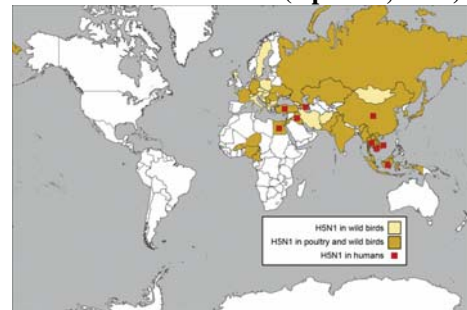 H5N1 in wild birds
H5N1 in poultry and wild birds
H5N1 in humans